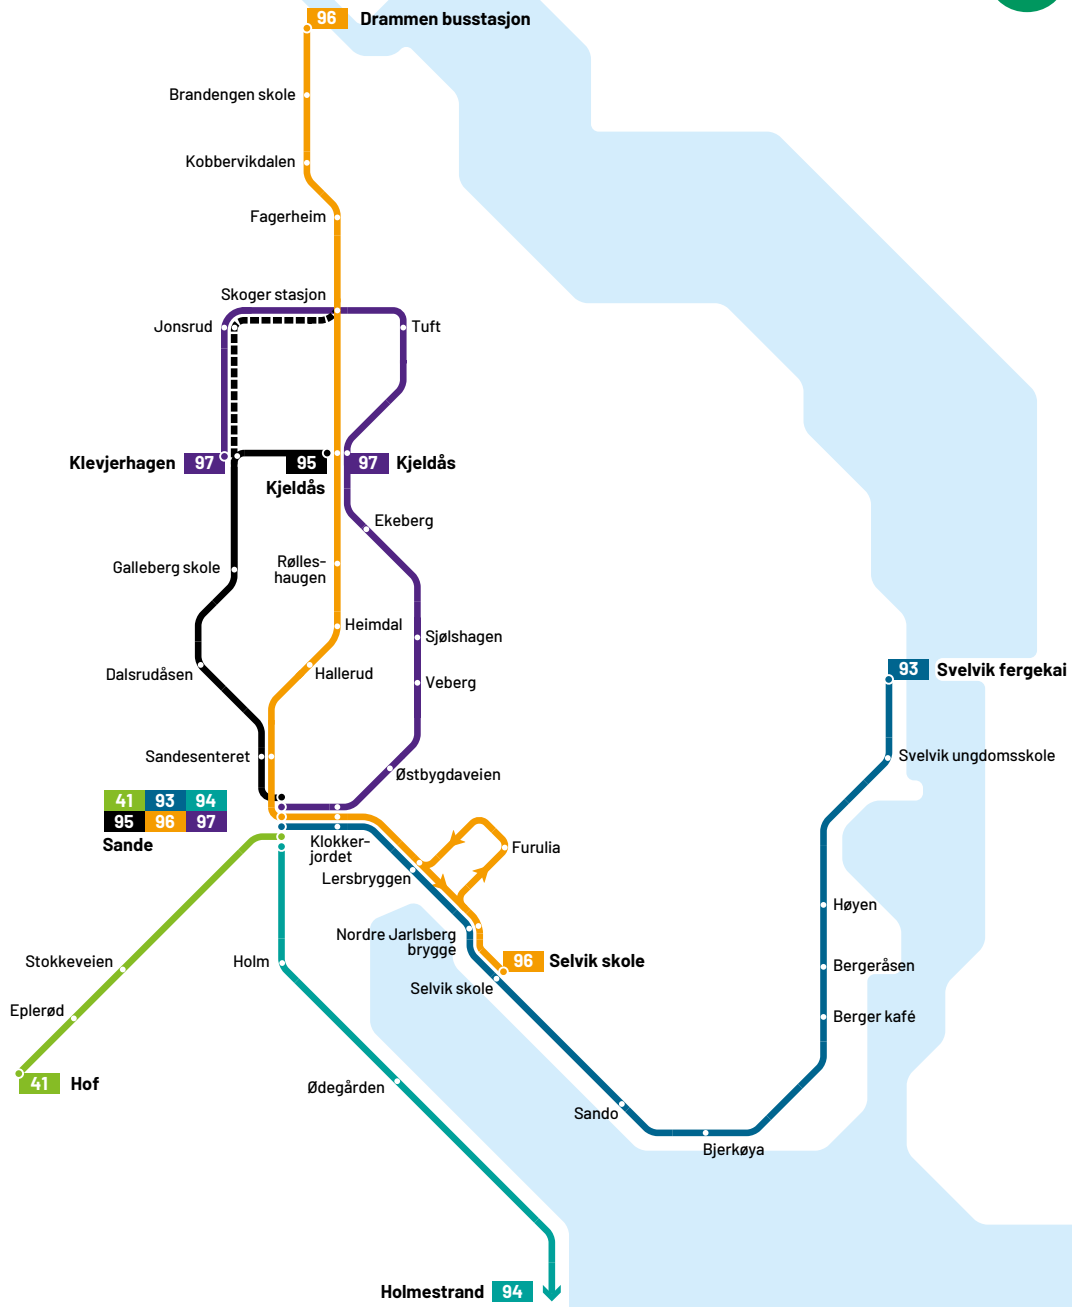 96 Drammen busstasjon
Brandengen skole
Kobbervikdalen
Fagerheim
Skoger stasjon
Jonsrud
Tuft
Klevjerhagen 97
95
Kjeldås
97 Kjeldås
Ekeberg
Galleberg skole
Rølles-
haugen
Heimdal
Sjølshagen
Hallerud
Dalsrudåsen
Veberg
93 Svelvik fergekai
Sandesenteret
Svelvik ungdomsskole
Østbygdaveien
41 93 94
95 96 97
Sande
Klokker-
jordet
Furulia
Lersbryggen
Høyen
Nordre Jarlsberg
brygge
Stokkeveien
Holm
96 Selvik skole
Bergeråsen
Selvik skole
Eplerød
Berger kafé
41 Hof
Ødegården
Sando
Bjerkøya
Holmestrand 94